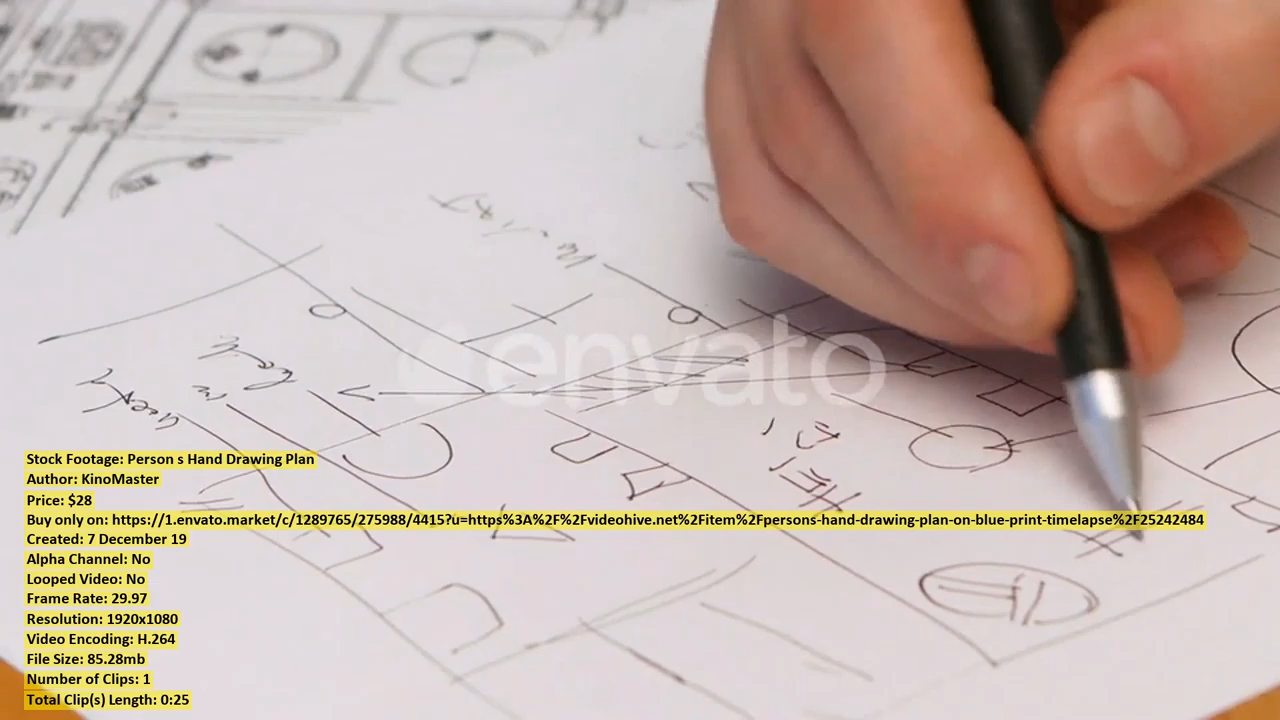 envato
Stock Footage: Person s Hand Drawing Plan
Author: KinoMaster
Price: $28
Buy only on: https://1.envato.market/c/1289765/275988/4415?u=https%3A%2F%2Fvideohive.net%2Fitem%2Fpersons-hand-drawing-plan-on-blue-print-timelapse%2F25242484
Created: 7 December 19
Alpha Channel: No
Looped Video: No
Frame Rate: 29.97
Resolution: 1920x1080
Video Encoding: H.264
File Size: 85.28mb
Number of Clips: 1
Total Clip(s) Length: 0:25